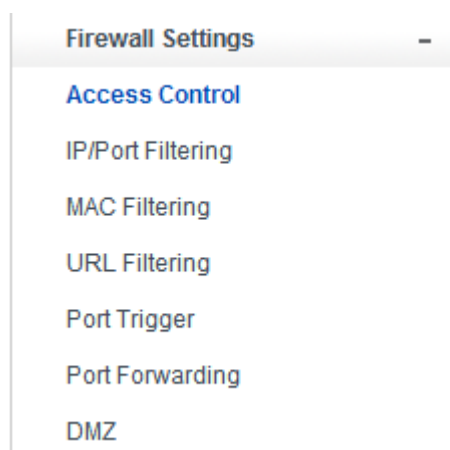 Firewall Settings –
Access Control
IP/Port Filtering
MAC Filtering
URL Filtering
Port Trigger
Port Forwarding
DMZ